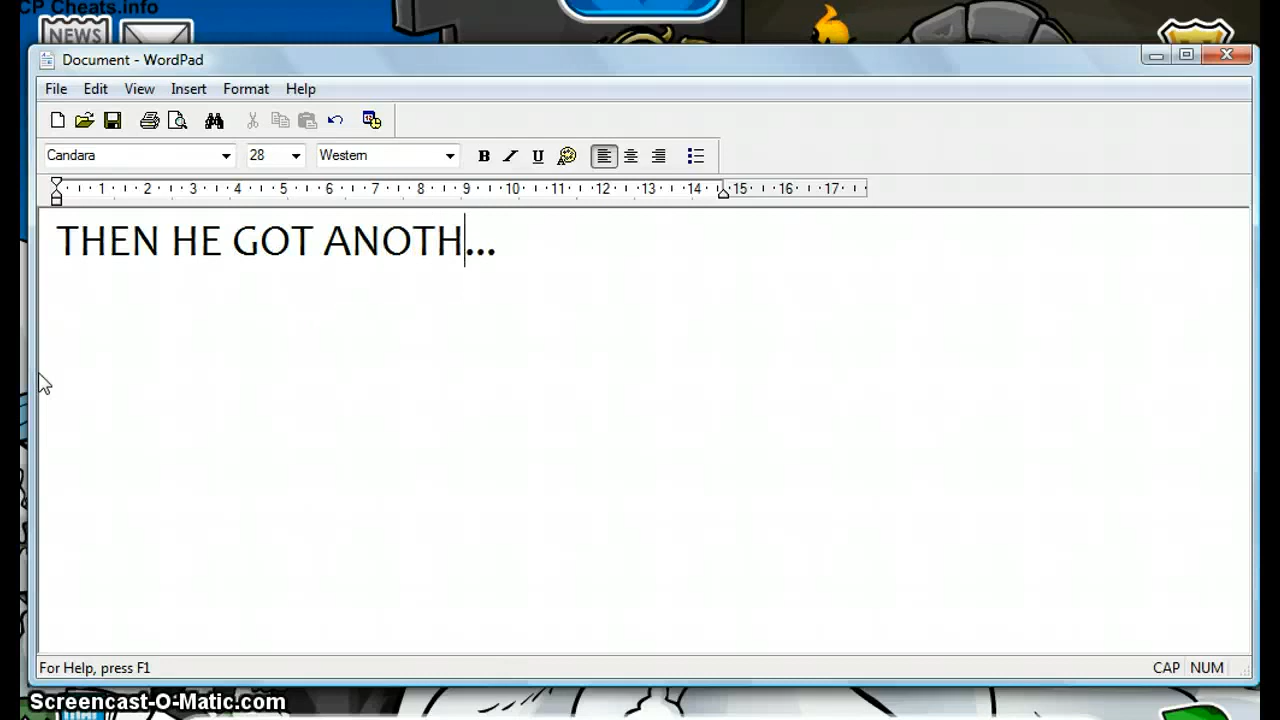 CP Cheats.info
NEWS
Document - WordPad
File Edit View Insert Format Help
Candara 28 Western B I U
1 2 3 4 5 6 7 8 9 10 11 12 13 14 15 16 17
THEN HE GOT ANOTH...
For Help, press F1 CAP NUM
Screencast-O-Matic.com